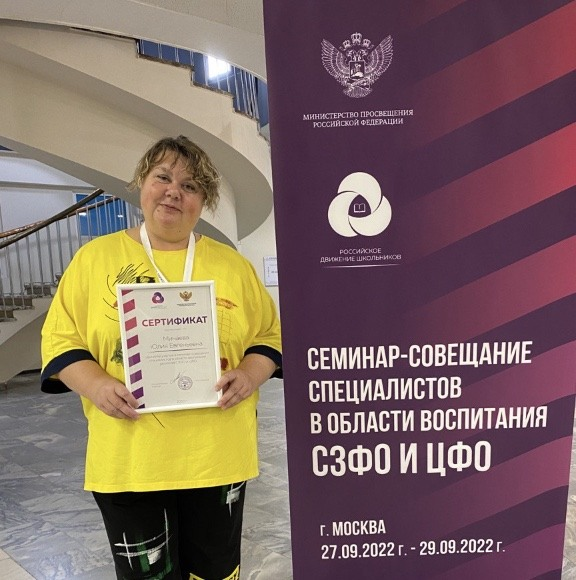 МИНИСТЕРСТВО ПРОСВЕЩЕНИЯ
РОССИЙСКОЙ ФЕДЕРАЦИИ
РОССИЙСКОЕ
ДВИЖЕНИЕ ШКОЛЬНИКОВ
СЕМИНАР-СОВЕЩАНИЕ
СПЕЦИАЛИСТОВ
В ОБЛАСТИ ВОСПИТАНИЯ
СЗФО И ЦФО
г. МОСКВА
27.09.2022 г. - 29.09.2022 г.
СЕРТИФИКАТ